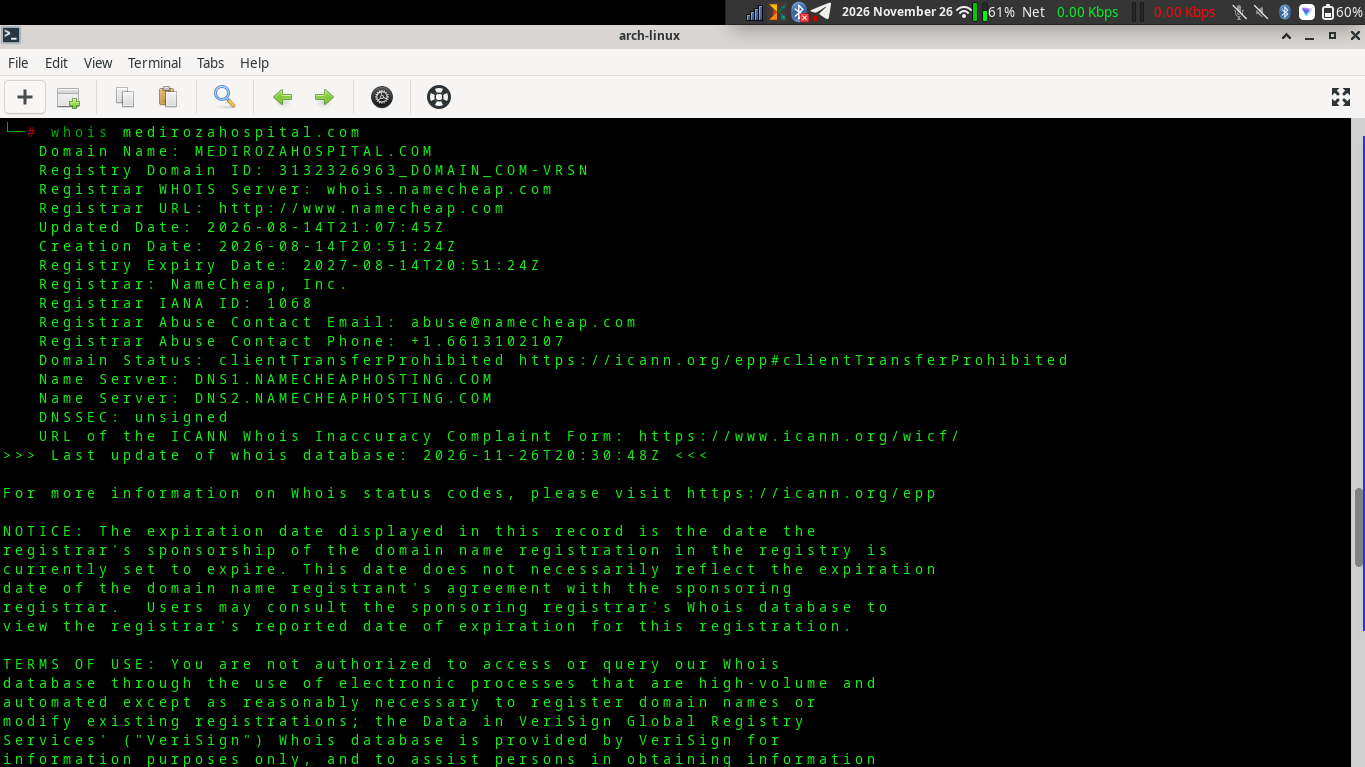 2026 November 26 61% Net 0.00 Kbps 0.00 Kbps 60%
arch-linux
File Edit View Terminal Tabs Help
└─# whois medirozahospital.com
Domain Name: MEDIROZAHOSPITAL.COM
Registry Domain ID: 3132326963_DOMAIN_COM-VRSN
Registrar WHOIS Server: whois.namecheap.com
Registrar URL: http://www.namecheap.com
Updated Date: 2026-08-14T21:07:45Z
Creation Date: 2026-08-14T20:51:24Z
Registry Expiry Date: 2027-08-14T20:51:24Z
Registrar: NameCheap, Inc.
Registrar IANA ID: 1068
Registrar Abuse Contact Email: abuse@namecheap.com
Registrar Abuse Contact Phone: +1.6613102107
Domain Status: clientTransferProhibited https://icann.org/epp#clientTransferProhibited
Name Server: DNS1.NAMECHEAPHOSTING.COM
Name Server: DNS2.NAMECHEAPHOSTING.COM
DNSSEC: unsigned
URL of the ICANN Whois Inaccuracy Complaint Form: https://www.icann.org/wicf/
>>> Last update of whois database: 2026-11-26T20:30:48Z <<<
For more information on Whois status codes, please visit https://icann.org/epp
NOTICE: The expiration date displayed in this record is the date the
registrar's sponsorship of the domain name registration in the registry is
currently set to expire. This date does not necessarily reflect the expiration
date of the domain name registrant's agreement with the sponsoring
registrar.  Users may consult the sponsoring registrar's Whois database to
view the registrar's reported date of expiration for this registration.
TERMS OF USE: You are not authorized to access or query our Whois
database through the use of electronic processes that are high-volume and
automated except as reasonably necessary to register domain names or
modify existing registrations; the Data in VeriSign Global Registry
Services' ("VeriSign") Whois database is provided by VeriSign for
information purposes only, and to assist persons in obtaining information